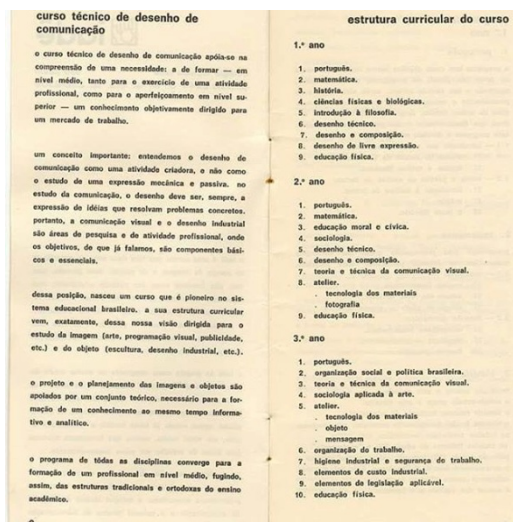 curso técnico de desenho de
comunicação
o curso técnico de desenho de comunicação apóia-se na
compreensão de uma necessidade: a de formar — em
nível médio, tanto para o exercício de uma atividade
profissional, como para o aperfeiçoamento em nível su-
perior — um conhecimento objetivamente dirigido para
um mercado de trabalho.
um conceito importante: entendemos o desenho de
comunicação como uma atividade criadora, e não como
o estudo de uma expressão mecânica e passiva. no
estudo da comunicação, o desenho deve ser, sempre, a
expressão de idéias que resolvam problemas concretos.
portanto, a comunicação visual e o desenho industrial
são áreas de pesquisa e de atividade profissional, onde
os objetivos, de que já falamos, são componentes bási-
cos e essenciais.
dessa posição, nasceu um curso que é pioneiro no sis-
tema educacional brasileiro. a sua estrutura curricular
vem, exatamente, dessa nossa visão dirigida para o
estudo da imagem (arte, programação visual, publicidade,
etc.) e do objeto (escultura, desenho industrial, etc.).
o projeto e o planejamento das imagens e objetos são
apoiados por um conjunto teórico, necessário para a for-
mação de um conhecimento ao mesmo tempo informa-
tivo e analítico.
o programa de tôdas as disciplinas converge para a
formação de um profissional em nível médio, fugindo,
assim, das estruturas tradicionais e ortodoxas do ensino
acadêmico.
estrutura curricular do curso
1.º ano
1. português.
2. matemática.
3. história.
4. ciências físicas e biológicas.
5. introdução à filosofia.
6. desenho técnico.
7. desenho e composição.
8. desenho de livre expressão.
9. educação física.
2.º ano
1. português.
2. matemática.
3. educação moral e cívica.
4. sociologia.
5. desenho técnico.
6. desenho e composição.
7. teoria e técnica da comunicação visual.
8. atelier.
. tecnologia dos materiais
. fotografia
9. educação física.
3.º ano
1. português.
2. organização social e política brasileira.
3. teoria e técnica da comunicação visual.
4. sociologia aplicada à arte.
5. atelier.
. tecnologia dos materiais
. objeto
. mensagem
6. organização do trabalho.
7. higiene industrial e segurança do trabalho.
8. elementos de custo industrial.
9. elementos de legislação aplicável.
10. educação física.